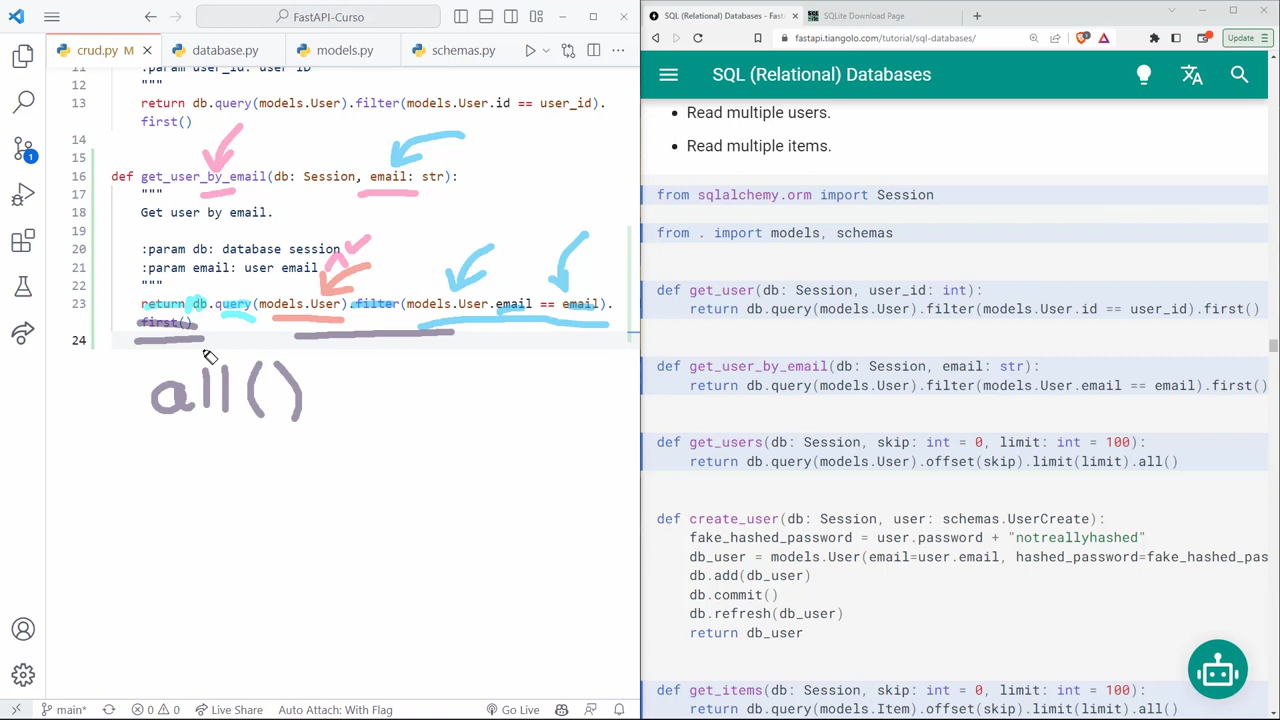 FastAPI-Curso
crud.py M
database.py
models.py
schemas.py
11 :param user_id: user ID
12 """
13 return db.query(models.User).filter(models.User.id == user_id).
first()
14
15
16 def get_user_by_email(db: Session, email: str):
17 """
18 Get user by email.
19
20 :param db: database session
21 :param email: user email
22 """
23 return db.query(models.User).filter(models.User.email == email).
first()
24
all()
1
main*
0 0
Live Share
Auto Attach: With Flag
Go Live
SQL (Relational) Databases - Fast
SQLite Download Page
fastapi.tiangolo.com/tutorial/sql-databases/
Update
SQL (Relational) Databases
Read multiple users.
Read multiple items.
from sqlalchemy.orm import Session
from . import models, schemas
def get_user(db: Session, user_id: int):
return db.query(models.User).filter(models.User.id == user_id).first()
def get_user_by_email(db: Session, email: str):
return db.query(models.User).filter(models.User.email == email).first()
def get_users(db: Session, skip: int = 0, limit: int = 100):
return db.query(models.User).offset(skip).limit(limit).all()
def create_user(db: Session, user: schemas.UserCreate):
fake_hashed_password = user.password + "notreallyhashed"
db_user = models.User(email=user.email, hashed_password=fake_hashed_pas
db.add(db_user)
db.commit()
db.refresh(db_user)
return db_user
def get_items(db: Session, skip: int = 0, limit: int = 100):
return db.query(models.Item).offset(skip).limit(limit).all()